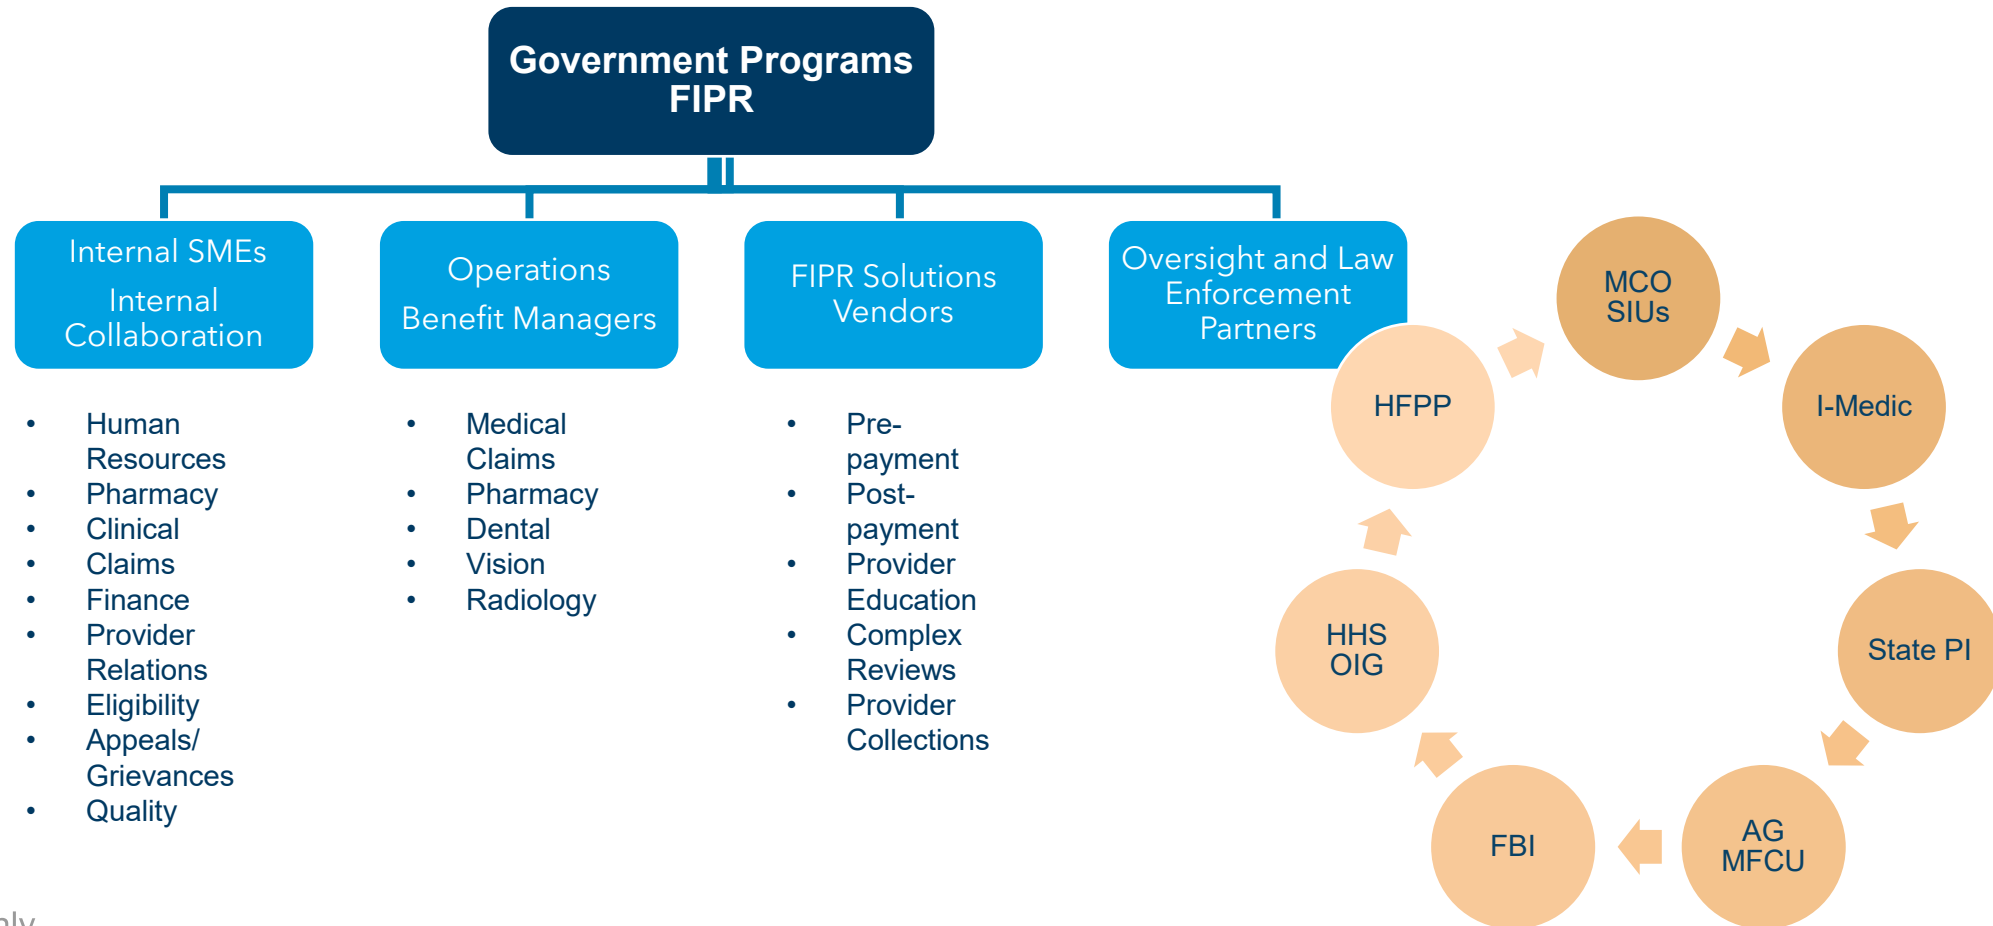 Government Programs
FIPR
Internal SMEs
Internal
Collaboration
Operations
Benefit Managers
FIPR Solutions
Vendors
Oversight and Law
Enforcement
Partners
• Human
Resources
• Pharmacy
• Clinical
• Claims
• Finance
• Provider
Relations
• Eligibility
• Appeals/
Grievances
• Quality
• Medical
Claims
• Pharmacy
• Dental
• Vision
• Radiology
• Pre-
payment
• Post-
payment
• Provider
Education
• Complex
Reviews
• Provider
Collections
MCO
SIUs
I-Medic
State PI
AG
MFCU
FBI
HHS
OIG
HFPP